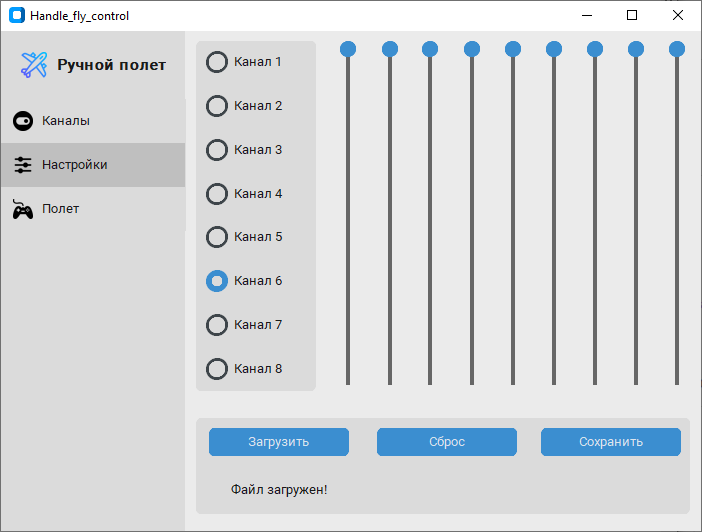 Handle_fly_control
Ручной полет
Каналы
Настройки
Полет
Канал 1
Канал 2
Канал 3
Канал 4
Канал 5
Канал 6
Канал 7
Канал 8
Загрузить
Сброс
Сохранить
Файл загружен!